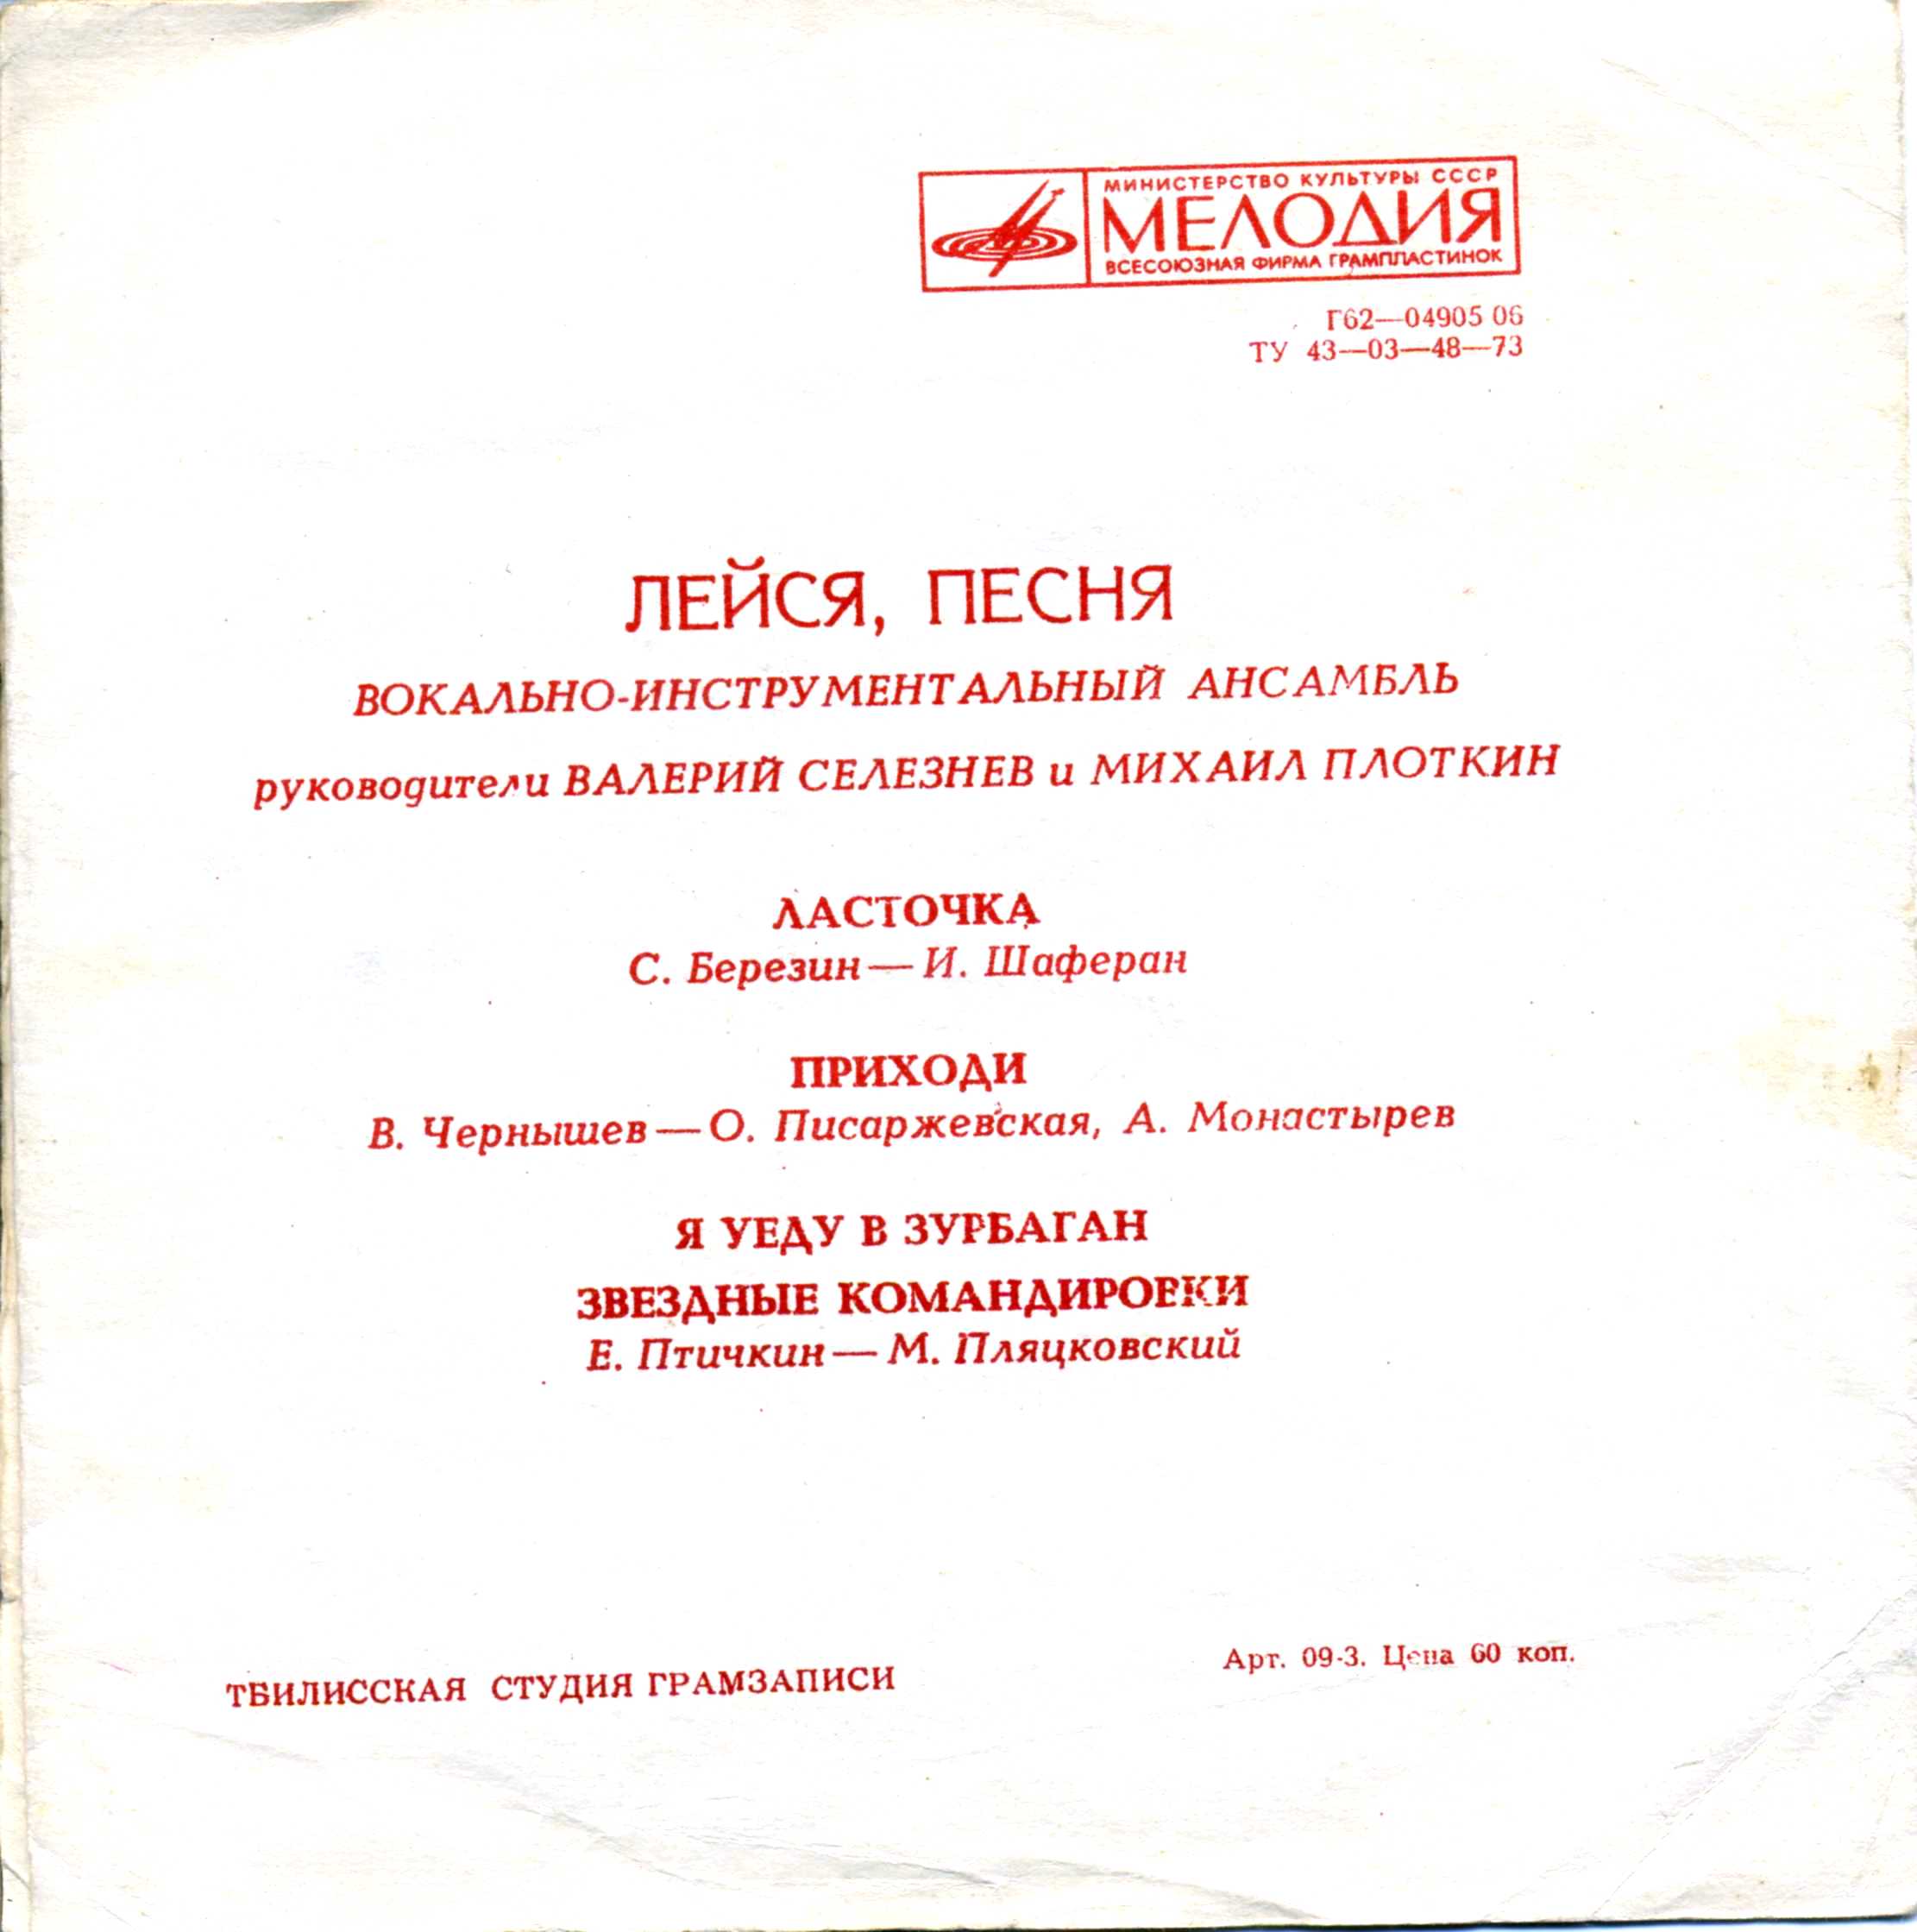 МИНИСТЕРСТВО КУЛЬТУРЫ СССР
МЕЛОДИЯ
ВСЕСОЮЗНАЯ ФИРМА ГРАМПЛАСТИНОК
Г62—04905 06
ТУ 43—03—48—73
ЛЕЙСЯ, ПЕСНЯ
ВОКАЛЬНО-ИНСТРУМЕНТАЛЬНЫЙ АНСАМБЛЬ
руководители ВАЛЕРИЙ СЕЛЕЗНЕВ и МИХАИЛ ПЛОТКИН
ЛАСТОЧКА
С. Березин — И. Шаферан
ПРИХОДИ
В. Чернышев — О. Писаржевская, А. Монастырев
Я УЕДУ В ЗУРБАГАН
ЗВЕЗДНЫЕ КОМАНДИРОВКИ
Е. Птичкин — М. Пляцковский
ТБИЛИССКАЯ СТУДИЯ ГРАМЗАПИСИ
Арт. 09-3. Цена 60 коп.